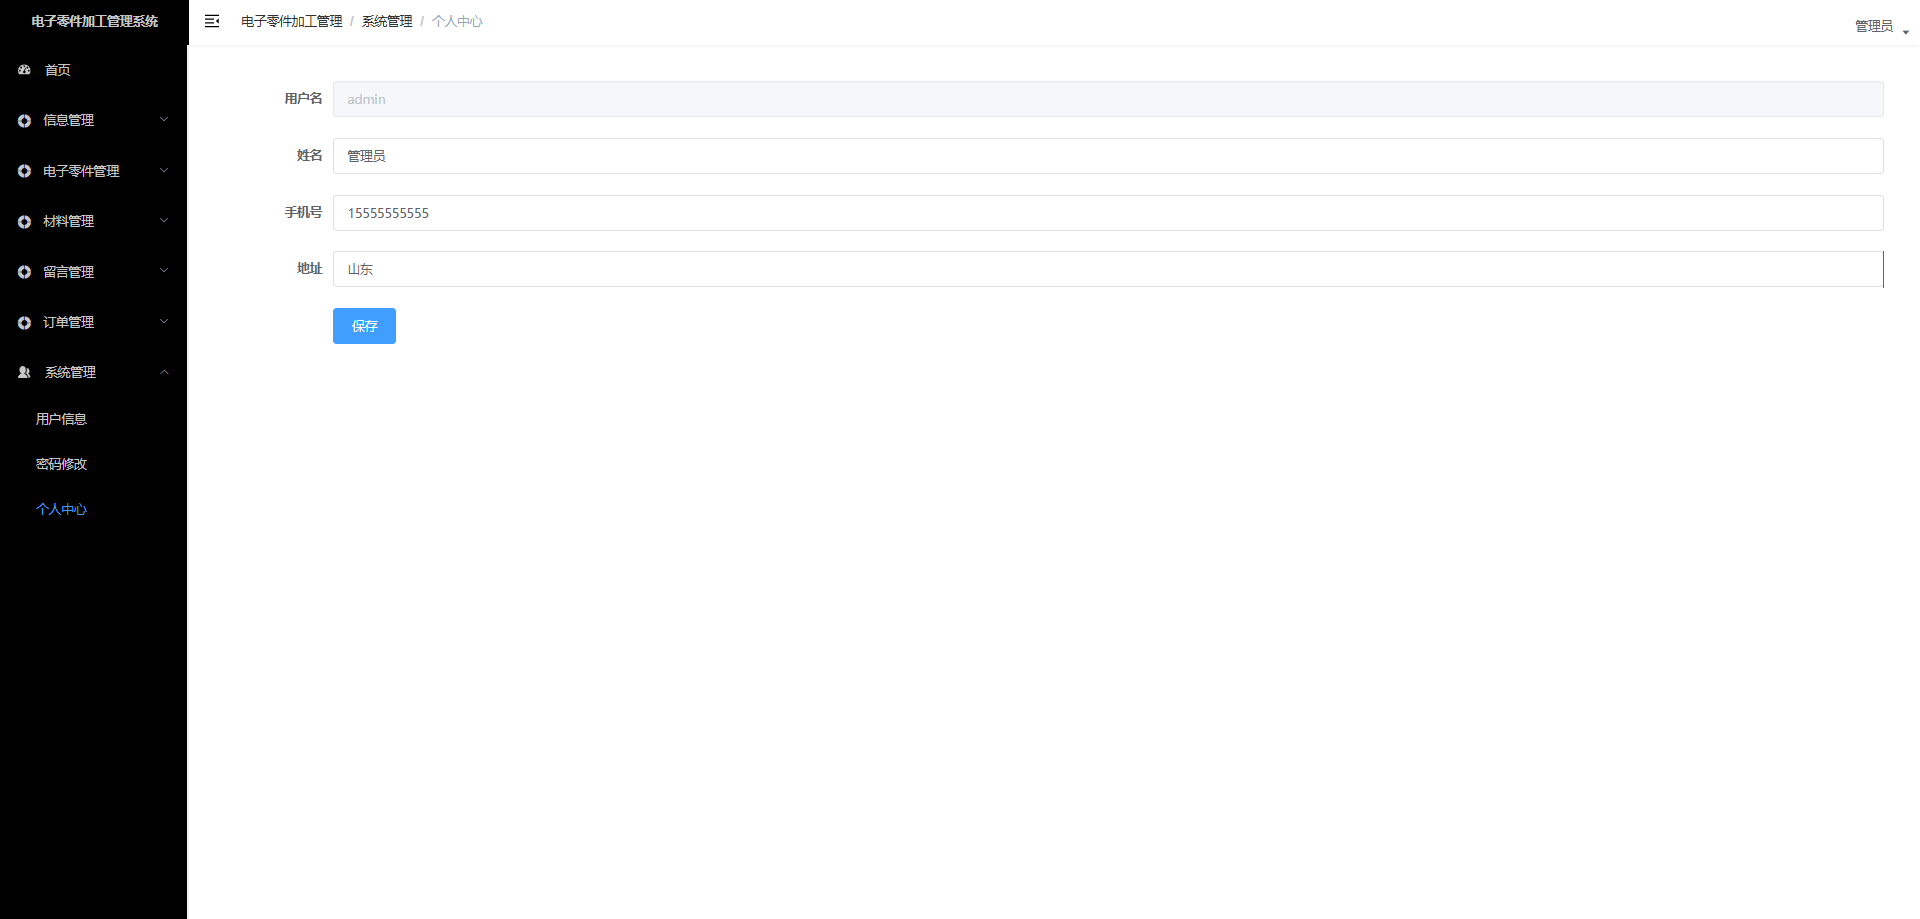 电子零件加工管理系统
电子零件加工管理 / 系统管理 / 个人中心
管理员
首页
信息管理
电子零件管理
材料管理
留言管理
订单管理
系统管理
用户信息
密码修改
个人中心
用户名 admin
姓名 管理员
手机号 15555555555
地址 山东
保存